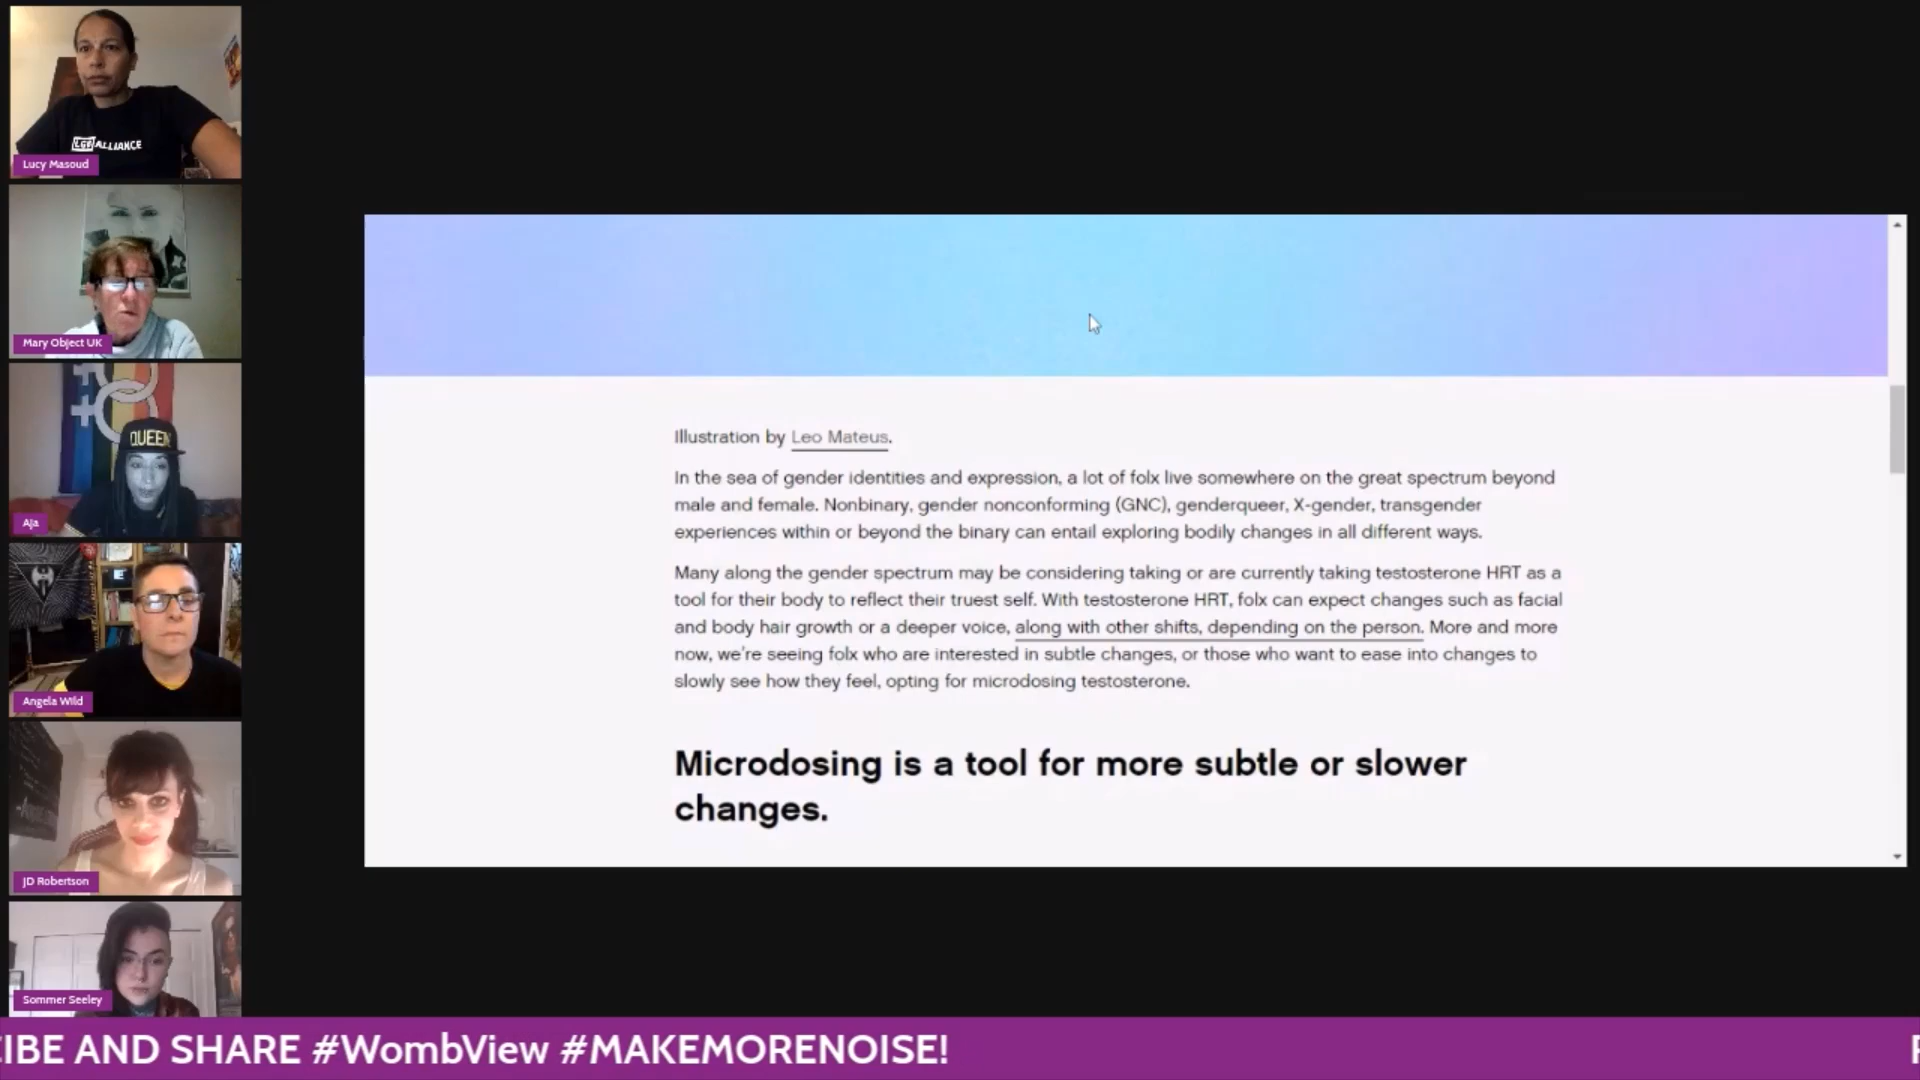 LGB ALLIANCE
Lucy Masoud
Mary Object UK
QUEEN
Aja
Angela Wild
JD Robertson
Sommer Seeley
Illustration by Leo Mateus.
In the sea of gender identities and expression, a lot of folx live somewhere on the great spectrum beyond
male and female. Nonbinary, gender nonconforming (GNC), genderqueer, X-gender, transgender
experiences within or beyond the binary can entail exploring bodily changes in all different ways.
Many along the gender spectrum may be considering taking or are currently taking testosterone HRT as a
tool for their body to reflect their truest self. With testosterone HRT, folx can expect changes such as facial
and body hair growth or a deeper voice, along with other shifts, depending on the person. More and more
now, we're seeing folx who are interested in subtle changes, or those who want to ease into changes to
slowly see how they feel, opting for microdosing testosterone.
Microdosing is a tool for more subtle or slower
changes.
IBE AND SHARE #WombView #MAKEMORENOISE!